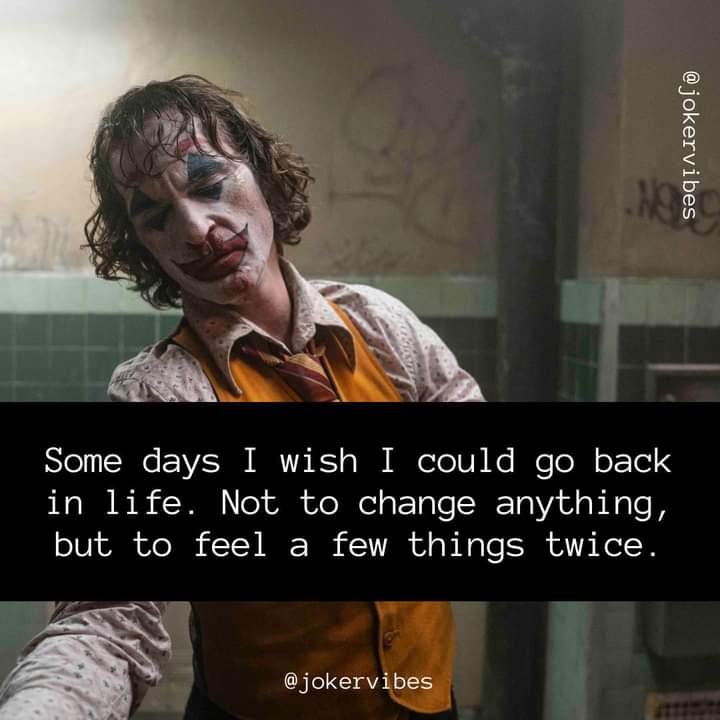 @jokervibes
Some days I wish I could go back
in life. Not to change anything,
but to feel a few things twice.
@jokervibes